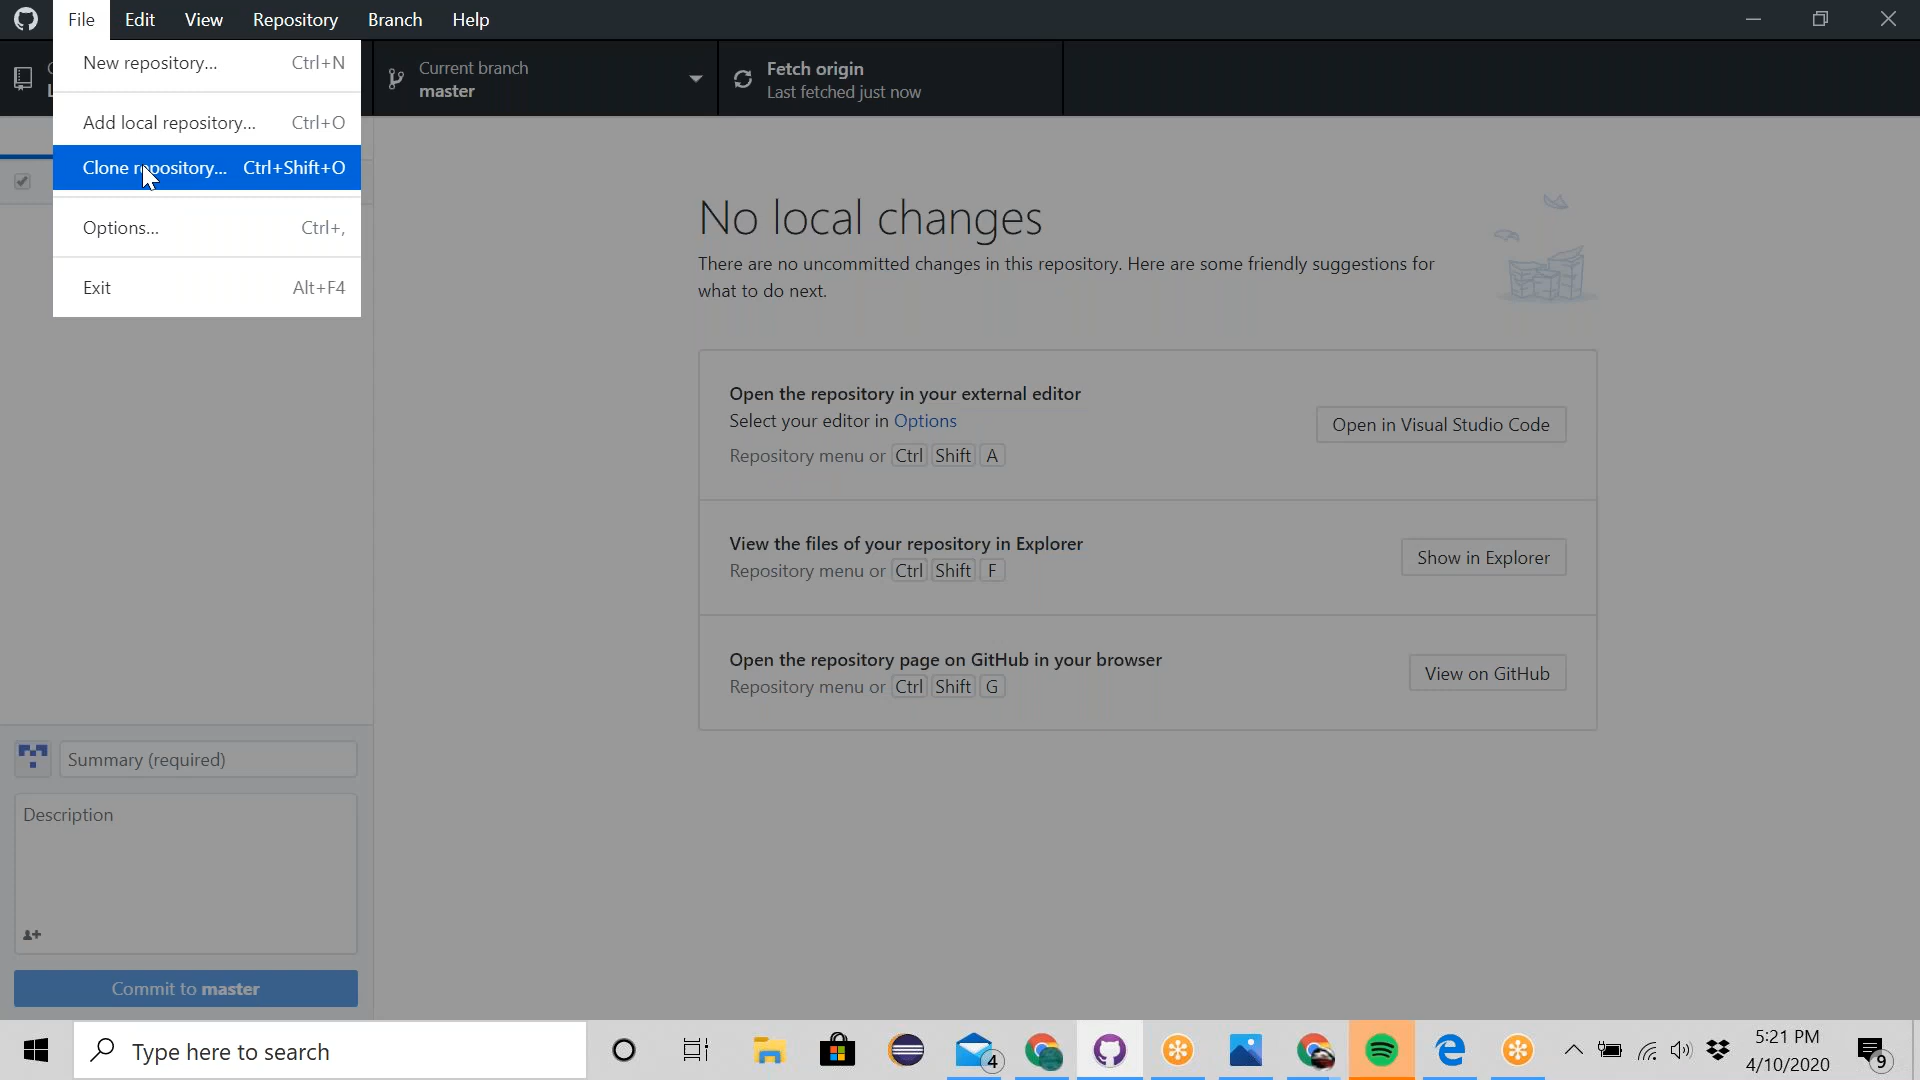 File Edit View Repository Branch Help
New repository... Ctrl+N
Add local repository... Ctrl+O
Clone repository... Ctrl+Shift+O
Options... Ctrl+,
Exit Alt+F4
Current branch
master
Fetch origin
Last fetched just now
No local changes
There are no uncommitted changes in this repository. Here are some friendly suggestions for
what to do next.
Open the repository in your external editor
Select your editor in Options
Repository menu or Ctrl Shift A
Open in Visual Studio Code
View the files of your repository in Explorer
Repository menu or Ctrl Shift F
Show in Explorer
Open the repository page on GitHub in your browser
Repository menu or Ctrl Shift G
View on GitHub
Summary (required)
Description
Commit to master
Type here to search
4
5:21 PM
4/10/2020
9